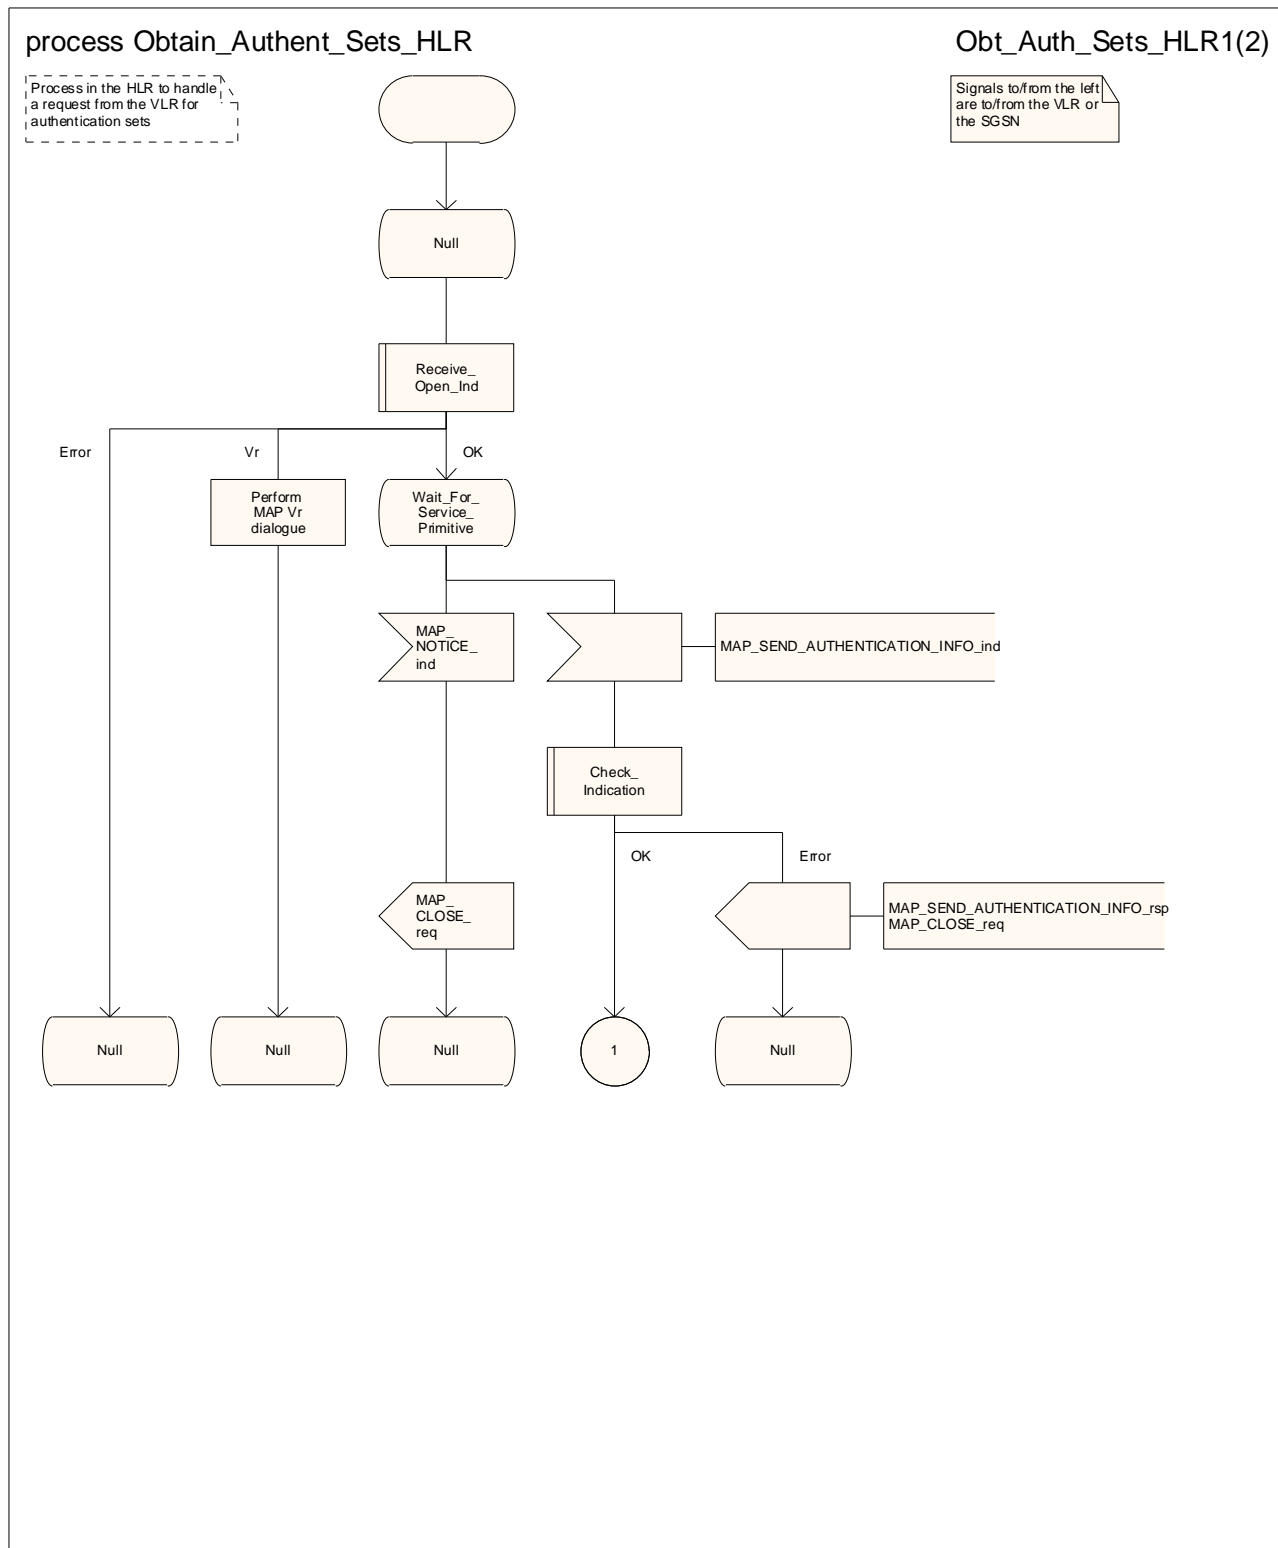 process Obtain_Authent_Sets_HLR
Obt_Auth_Sets_HLR1(2)
Process in the HLR to handle
a request from the VLR for
authentication sets
Signals to/from the left
are to/from the VLR or
the SGSN
Null
Receive_
Open_Ind
Error
Vr
OK
Perform
MAP Vr
dialogue
Wait_For_
Service_
Primitive
MAP_
NOTICE_
ind
MAP_SEND_AUTHENTICATION_INFO_ind
Check_
Indication
OK
Error
MAP_
CLOSE_
req
MAP_SEND_AUTHENTICATION_INFO_rsp
MAP_CLOSE_req
Null
Null
Null
1
Null